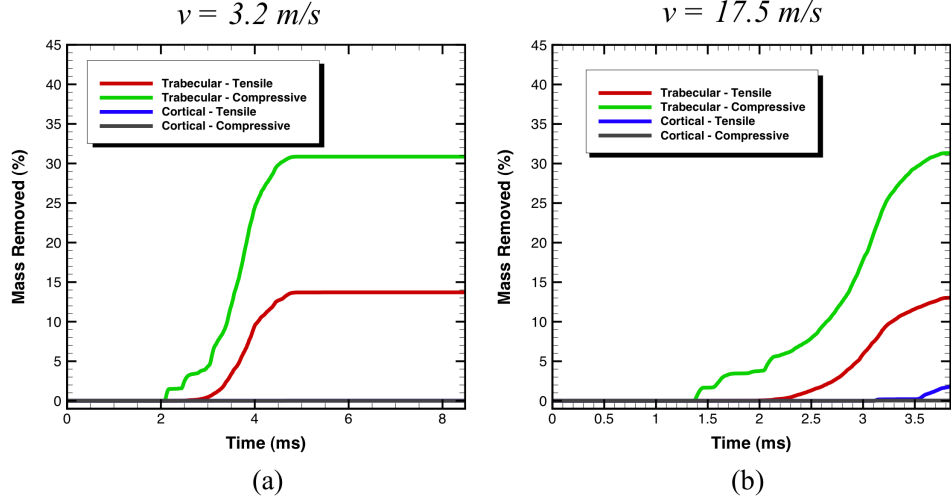 v = 3.2 m/s
v = 17.5 m/s
45
40
35
30
25
20
15
10
5
0
Mass Removed (%)
Trabecular - Tensile
Trabecular - Compressive
Cortical - Tensile
Cortical - Compressive
0 2 4 6 8
Time (ms)
(a)
45
40
35
30
25
20
15
10
5
0
Mass Removed (%)
Trabecular - Tensile
Trabecular - Compressive
Cortical - Tensile
Cortical - Compressive
0 0.5 1 1.5 2 2.5 3 3.5
Time (ms)
(b)